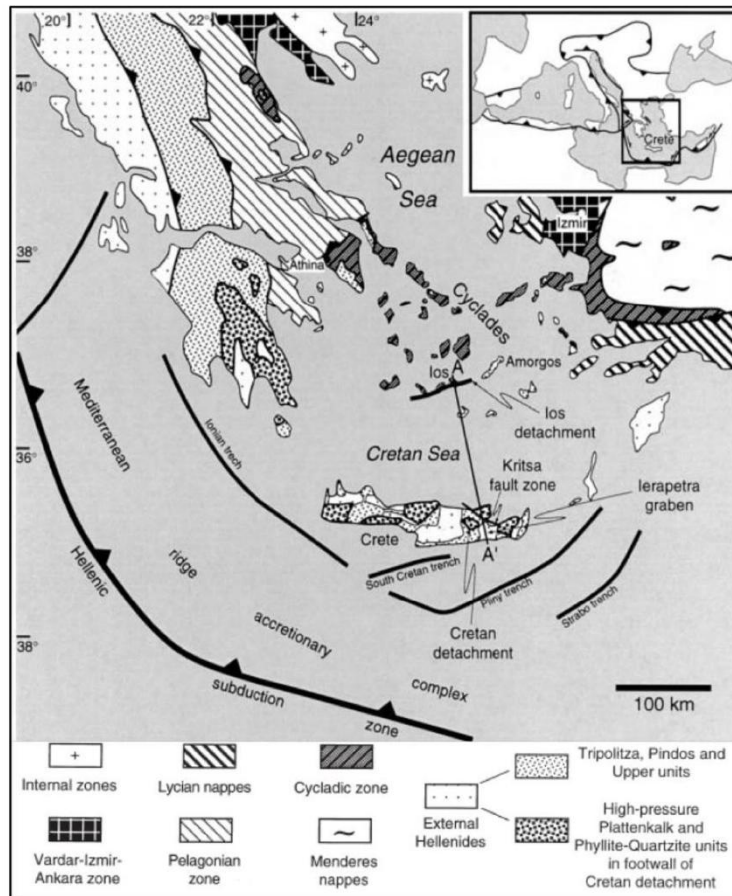 20°
22°
24°
40°
38°
36°
38°
Aegean
Sea
Crete
Izmir
Athina
Cyclades
Amorgos
Ios
A
Ios
detachment
Mediterranean
ridge
accretionary
complex
Ionian trech
Cretan Sea
Kritsa
fault zone
Ierapetra
graben
Crete
A'
South Cretan trench
Pliny trench
Strabo trench
Cretan
detachment
Hellenic
subduction
zone
100 km
Internal zones
Lycian nappes
Cycladic zone
External
Hellenides
Tripolitza, Pindos and
Upper units
Vardar-Izmir-
Ankara zone
Pelagonian
zone
Menderes
nappes
High-pressure
Plattenkalk and
Phyllite-Quartzite units
in footwall of
Cretan detachment